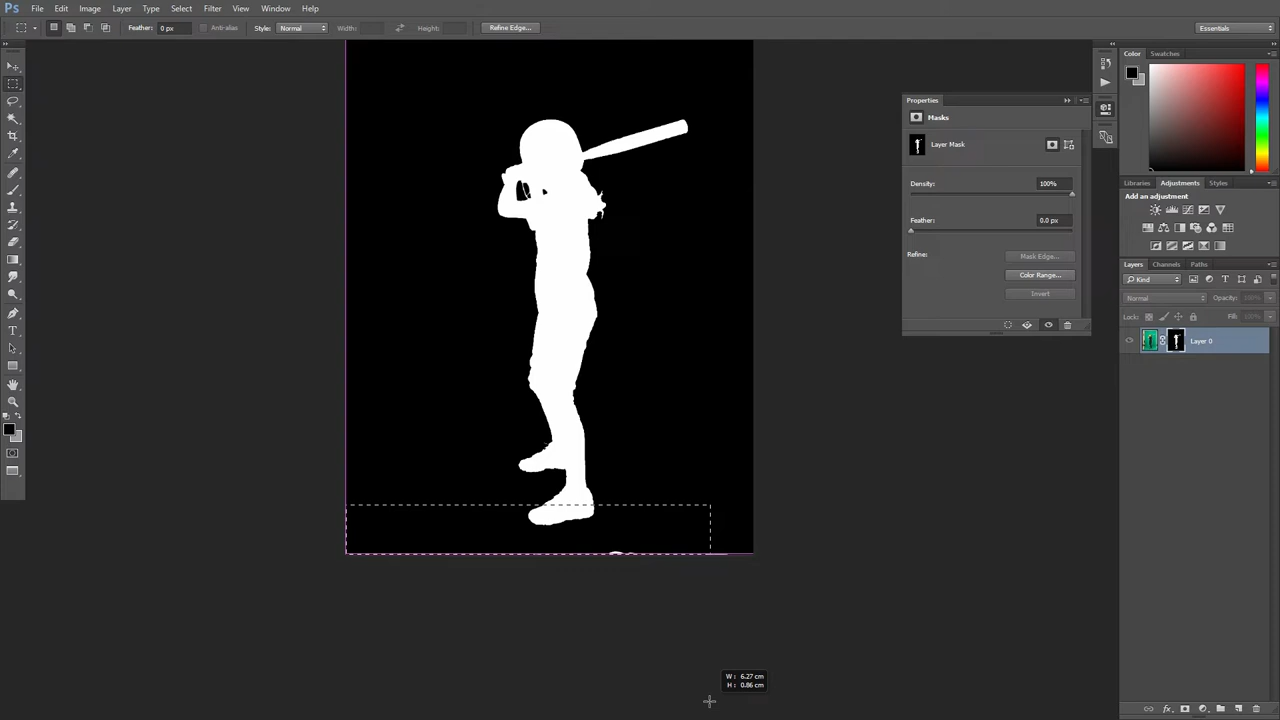 Ps File Edit Image Layer Type Select Filter View Window Help
Feather: 0 px Anti-alias Style: Normal Width: Height: Refine Edge... Essentials
Color Swatches
Properties
Masks
Layer Mask
Density: 100%
Feather: 0.0 px
Refine: Mask Edge...
Color Range...
Invert
Libraries Adjustments Styles
Add an adjustment
Layers Channels Paths
Kind
Normal Opacity: 100%
Lock: Fill: 100%
Layer 0
W: 6.27 cm
H: 0.86 cm